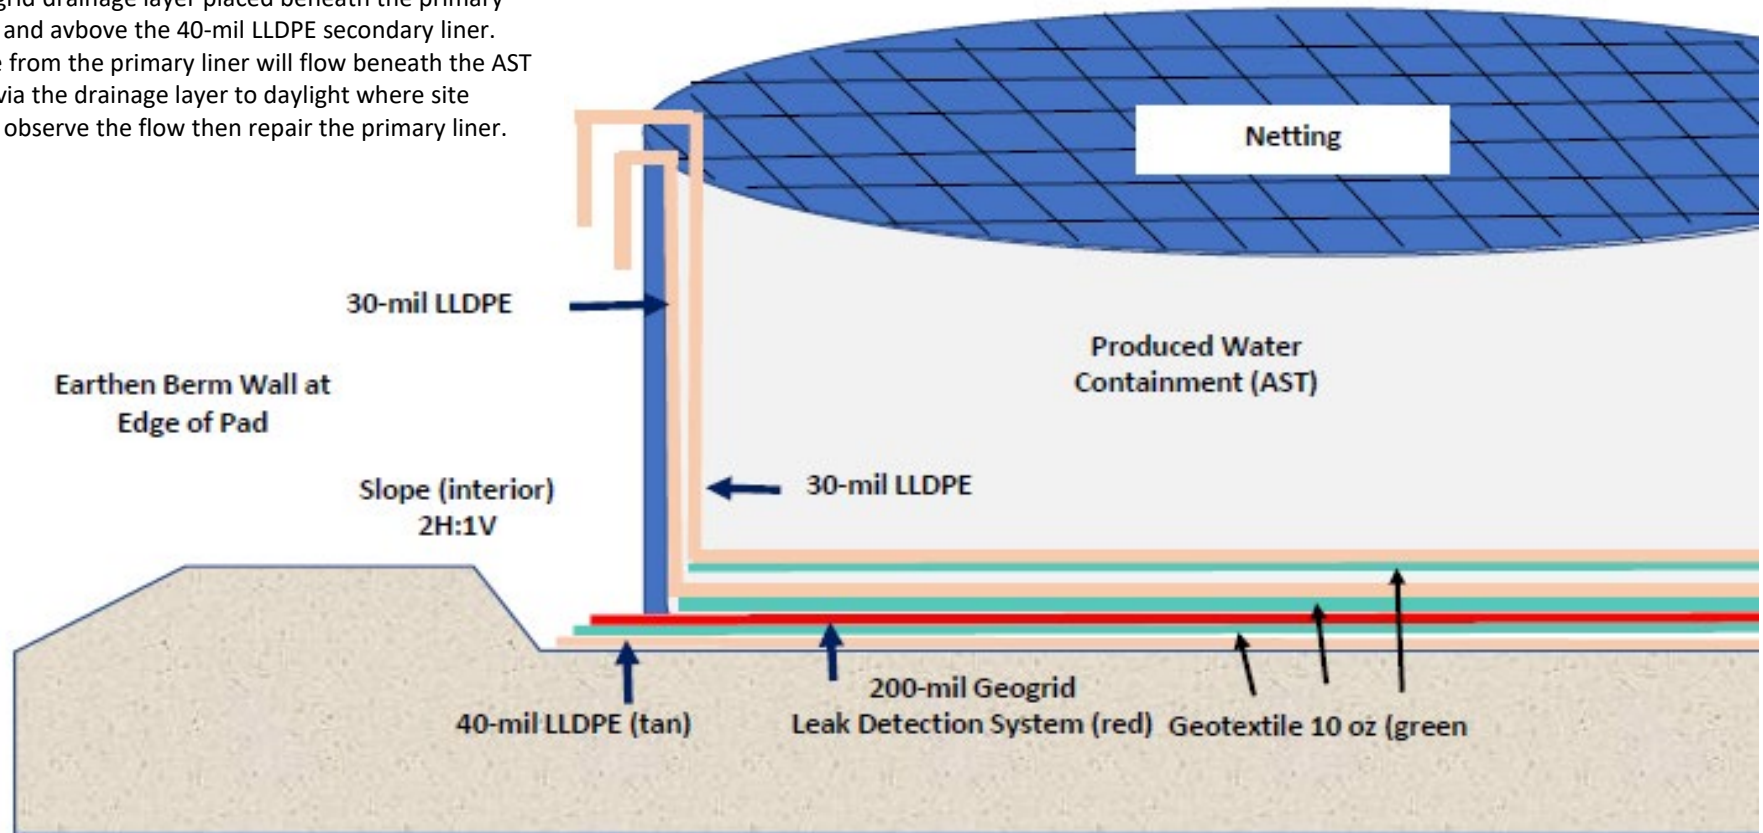 grid drainage layer placed beneath the primary
and avbove the 40-mil LLDPE secondary liner.
from the primary liner will flow beneath the AST
via the drainage layer to daylight where site
observe the flow then repair the primary liner.
Netting
30-mil LLDPE
Produced Water
Containment (AST)
Earthen Berm Wall at
Edge of Pad
Slope (interior)
2H:1V
30-mil LLDPE
200-mil Geogrid
Leak Detection System (red)
40-mil LLDPE (tan)
Geotextile 10 oz (green